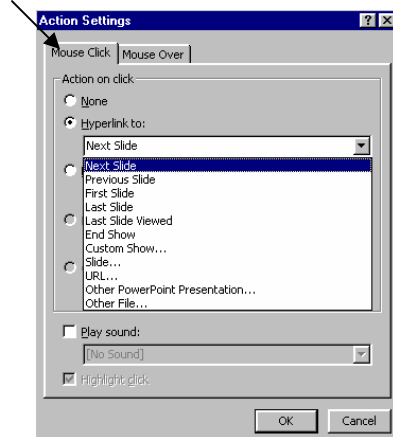 Action Settings
Mouse Click
Mouse Over
Action on click
None
Hyperlink to:
Next Slide
Next Slide
Previous Slide
First Slide
Last Slide
Last Slide Viewed
End Show
Custom Show...
Slide...
URL...
Other PowerPoint Presentation...
Other File...
Play sound:
[No Sound]
Highlight click
OK
Cancel